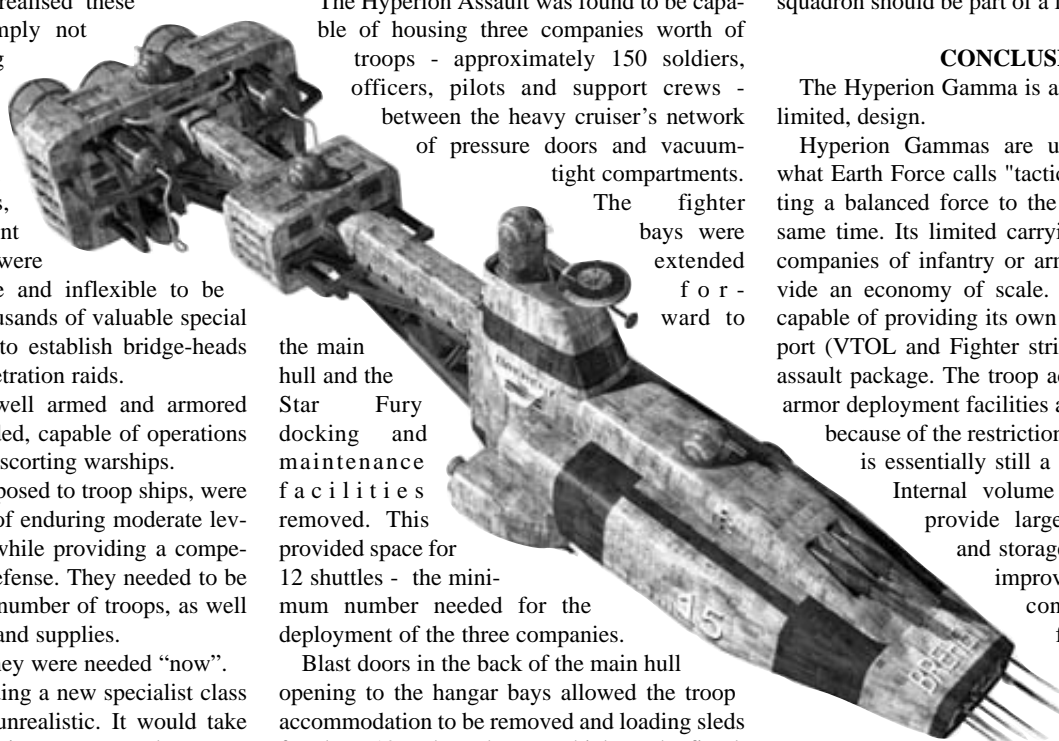 realised these
mply not
g
s,
nt
were
e and inflexible to be
usands of valuable special
to establish bridge-heads
etration raids.
well armed and armored
ded, capable of operations
scorting warships.
posed to troop ships, were
of enduring moderate lev-
while providing a compe-
efense. They needed to be
number of troops, as well
and supplies.
hey were needed “now”.
ing a new specialist class
unrealistic. It would take
The Hyperion Assault was found to be capa-
ble of housing three companies worth of
troops - approximately 150 soldiers,
officers, pilots and support crews -
between the heavy cruiser's network
of pressure doors and vacuum-
tight compartments.
The fighter
bays were
extended
for-
ward to
the main
hull and the
Star Fury
docking and
maintenance
facilities
removed. This
provided space for
12 shuttles - the mini-
mum number needed for the
deployment of the three companies.
Blast doors in the back of the main hull
opening to the hangar bays allowed the troop
accommodation to be removed and loading sleds
squadron should be part of a
CONCLUSI
The Hyperion Gamma is a
limited, design.
Hyperion Gammas are u
what Earth Force calls "tactic
ting a balanced force to the
same time. Its limited carryi
companies of infantry or arm
vide an economy of scale.
capable of providing its own
port (VTOL and Fighter stri
assault package. The troop ac
armor deployment facilities a
because of the restriction
is essentially still a
Internal volume
provide large
and storage
improv
con
f
A5